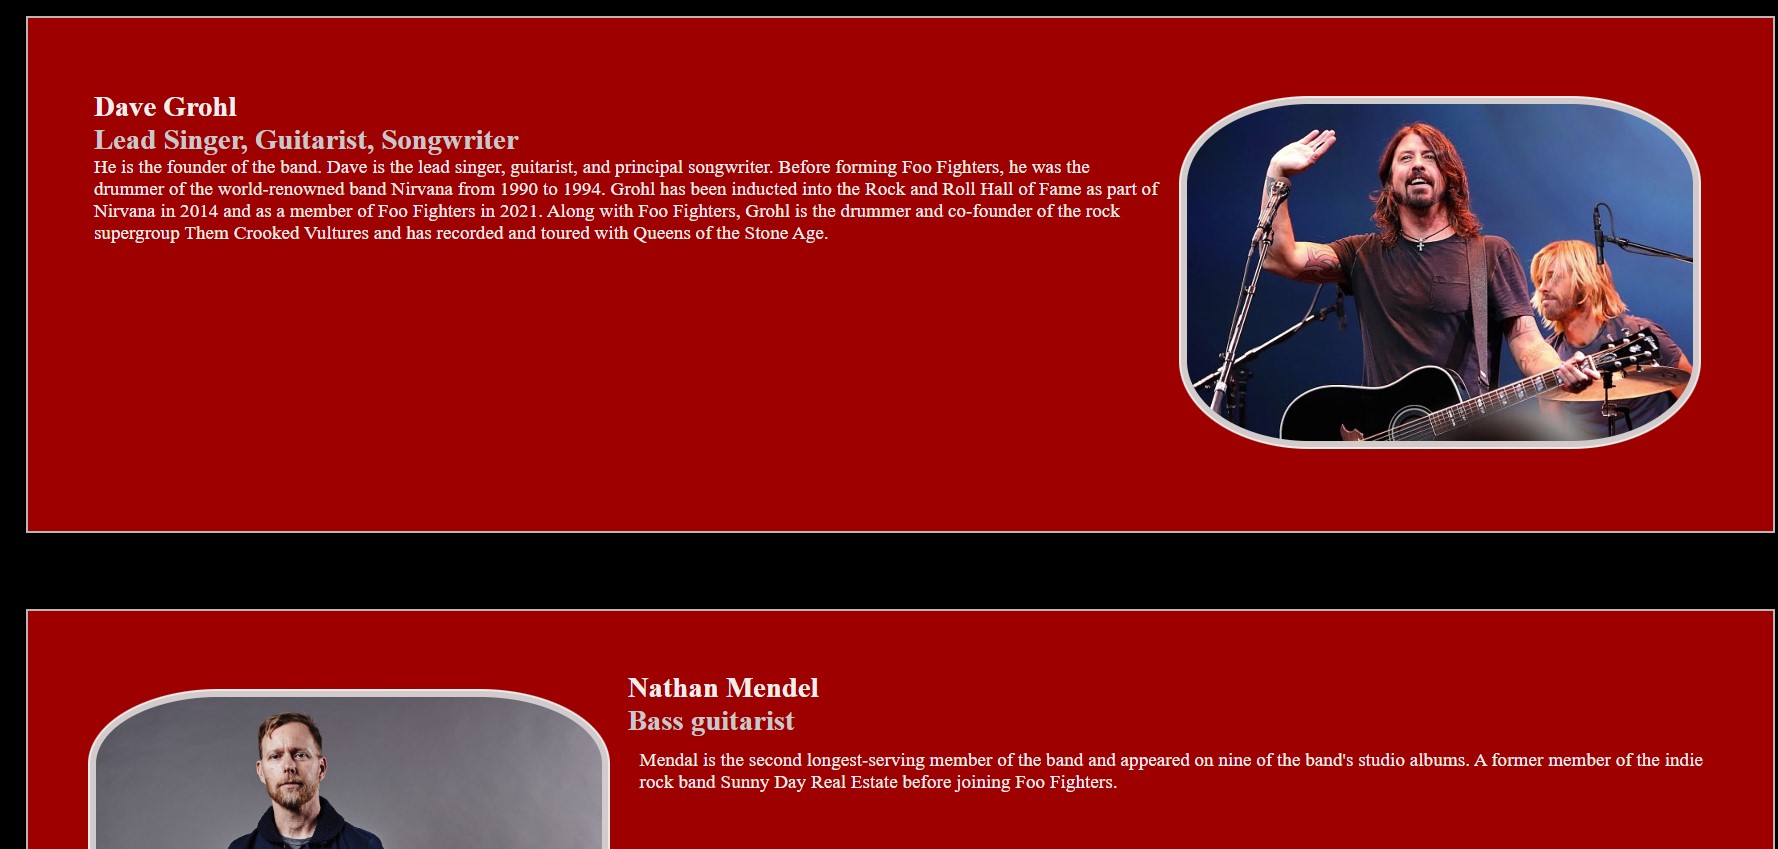 Dave Grohl
Lead Singer, Guitarist, Songwriter
He is the founder of the band. Dave is the lead singer, guitarist, and principal songwriter. Before forming Foo Fighters, he was the
drummer of the world-renowned band Nirvana from 1990 to 1994. Grohl has been inducted into the Rock and Roll Hall of Fame as part of
Nirvana in 2014 and as a member of Foo Fighters in 2021. Along with Foo Fighters, Grohl is the drummer and co-founder of the rock
supergroup Them Crooked Vultures and has recorded and toured with Queens of the Stone Age.
Nathan Mendel
Bass guitarist
Mendal is the second longest-serving member of the band and appeared on nine of the band's studio albums. A former member of the indie
rock band Sunny Day Real Estate before joining Foo Fighters.